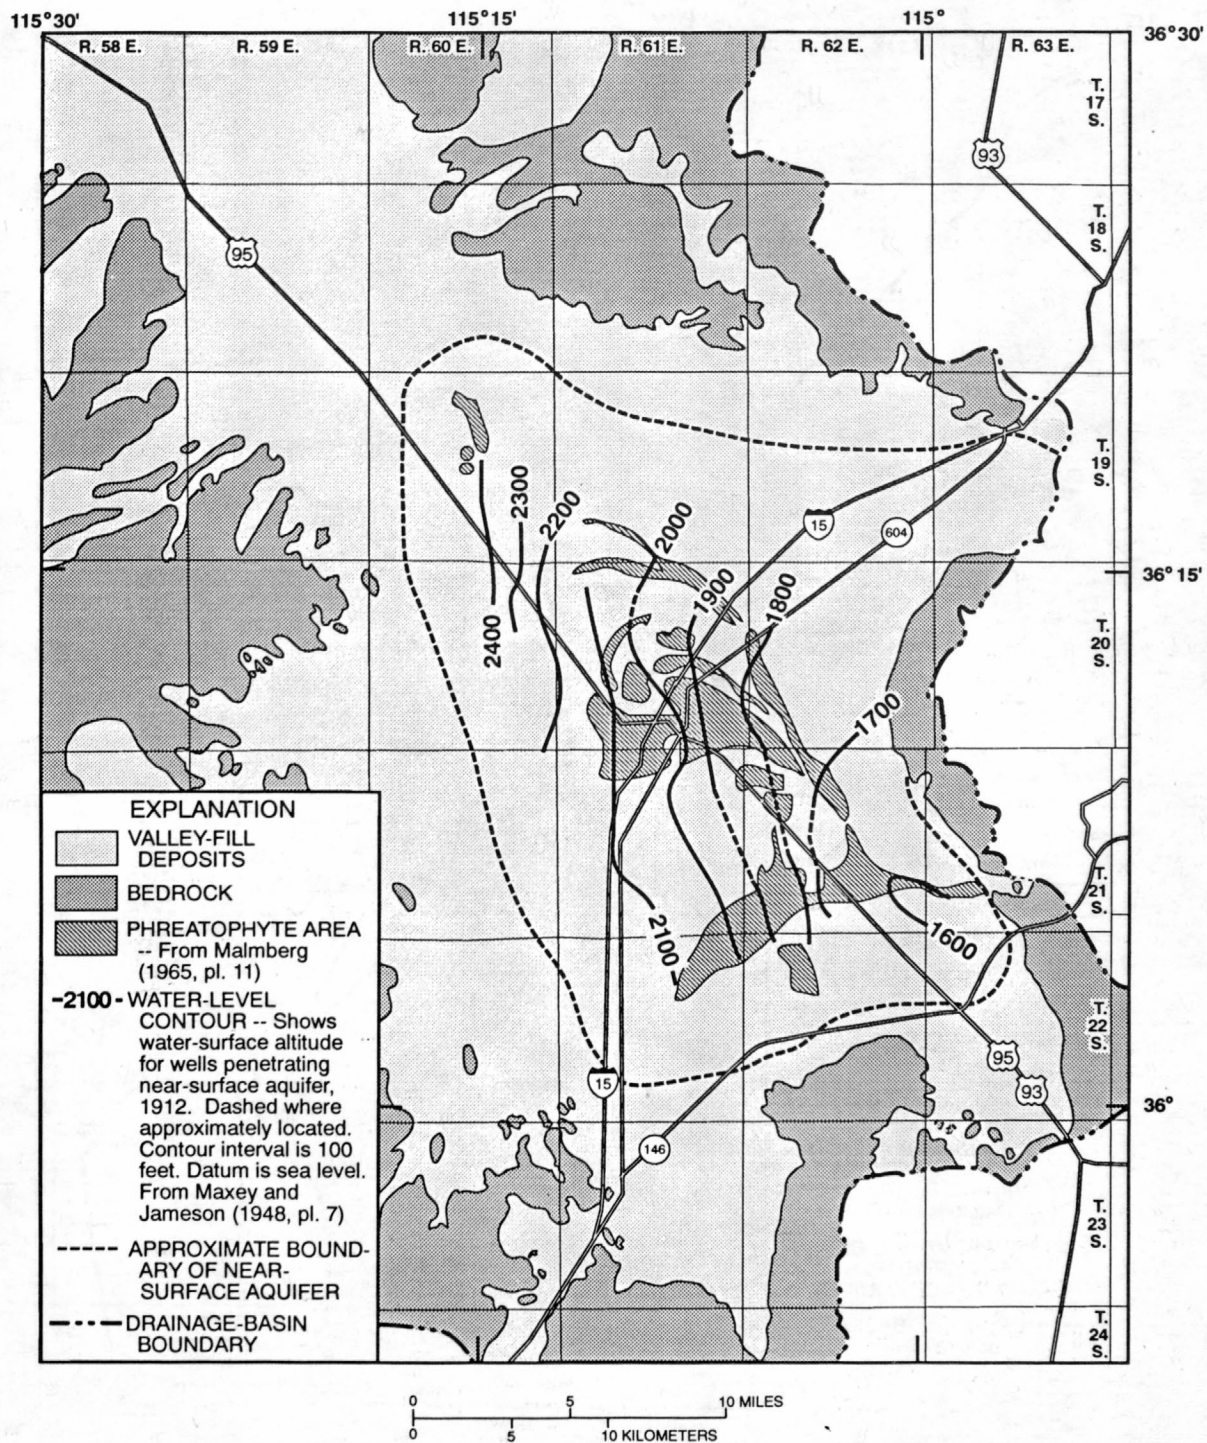 115°30'
115°15'
115°
36°30'
R. 58 E.
R. 59 E.
R. 60 E.
R. 61 E.
R. 62 E.
R. 63 E.
T.
17
S.
93
T.
18
S.
95
T.
19
S.
2300
2200
2000
15
604
36°15'
1900
1800
2400
T.
20
S.
1700
EXPLANATION
VALLEY-FILL
DEPOSITS
BEDROCK
PHREATOPHYTE AREA
-- From Malmberg
(1965, pl. 11)
-2100- WATER-LEVEL
CONTOUR -- Shows
water-surface altitude
for wells penetrating
near-surface aquifer,
1912. Dashed where
approximately located.
Contour interval is 100
feet. Datum is sea level.
From Maxey and
Jameson (1948, pl. 7)
APPROXIMATE BOUND-
ARY OF NEAR-
SURFACE AQUIFER
DRAINAGE-BASIN
BOUNDARY
T.
21
S.
2100
1600
T.
22
S.
95
15
93
36°
146
T.
23
S.
T.
24
S.
0 5 10 MILES
0 5 10 KILOMETERS